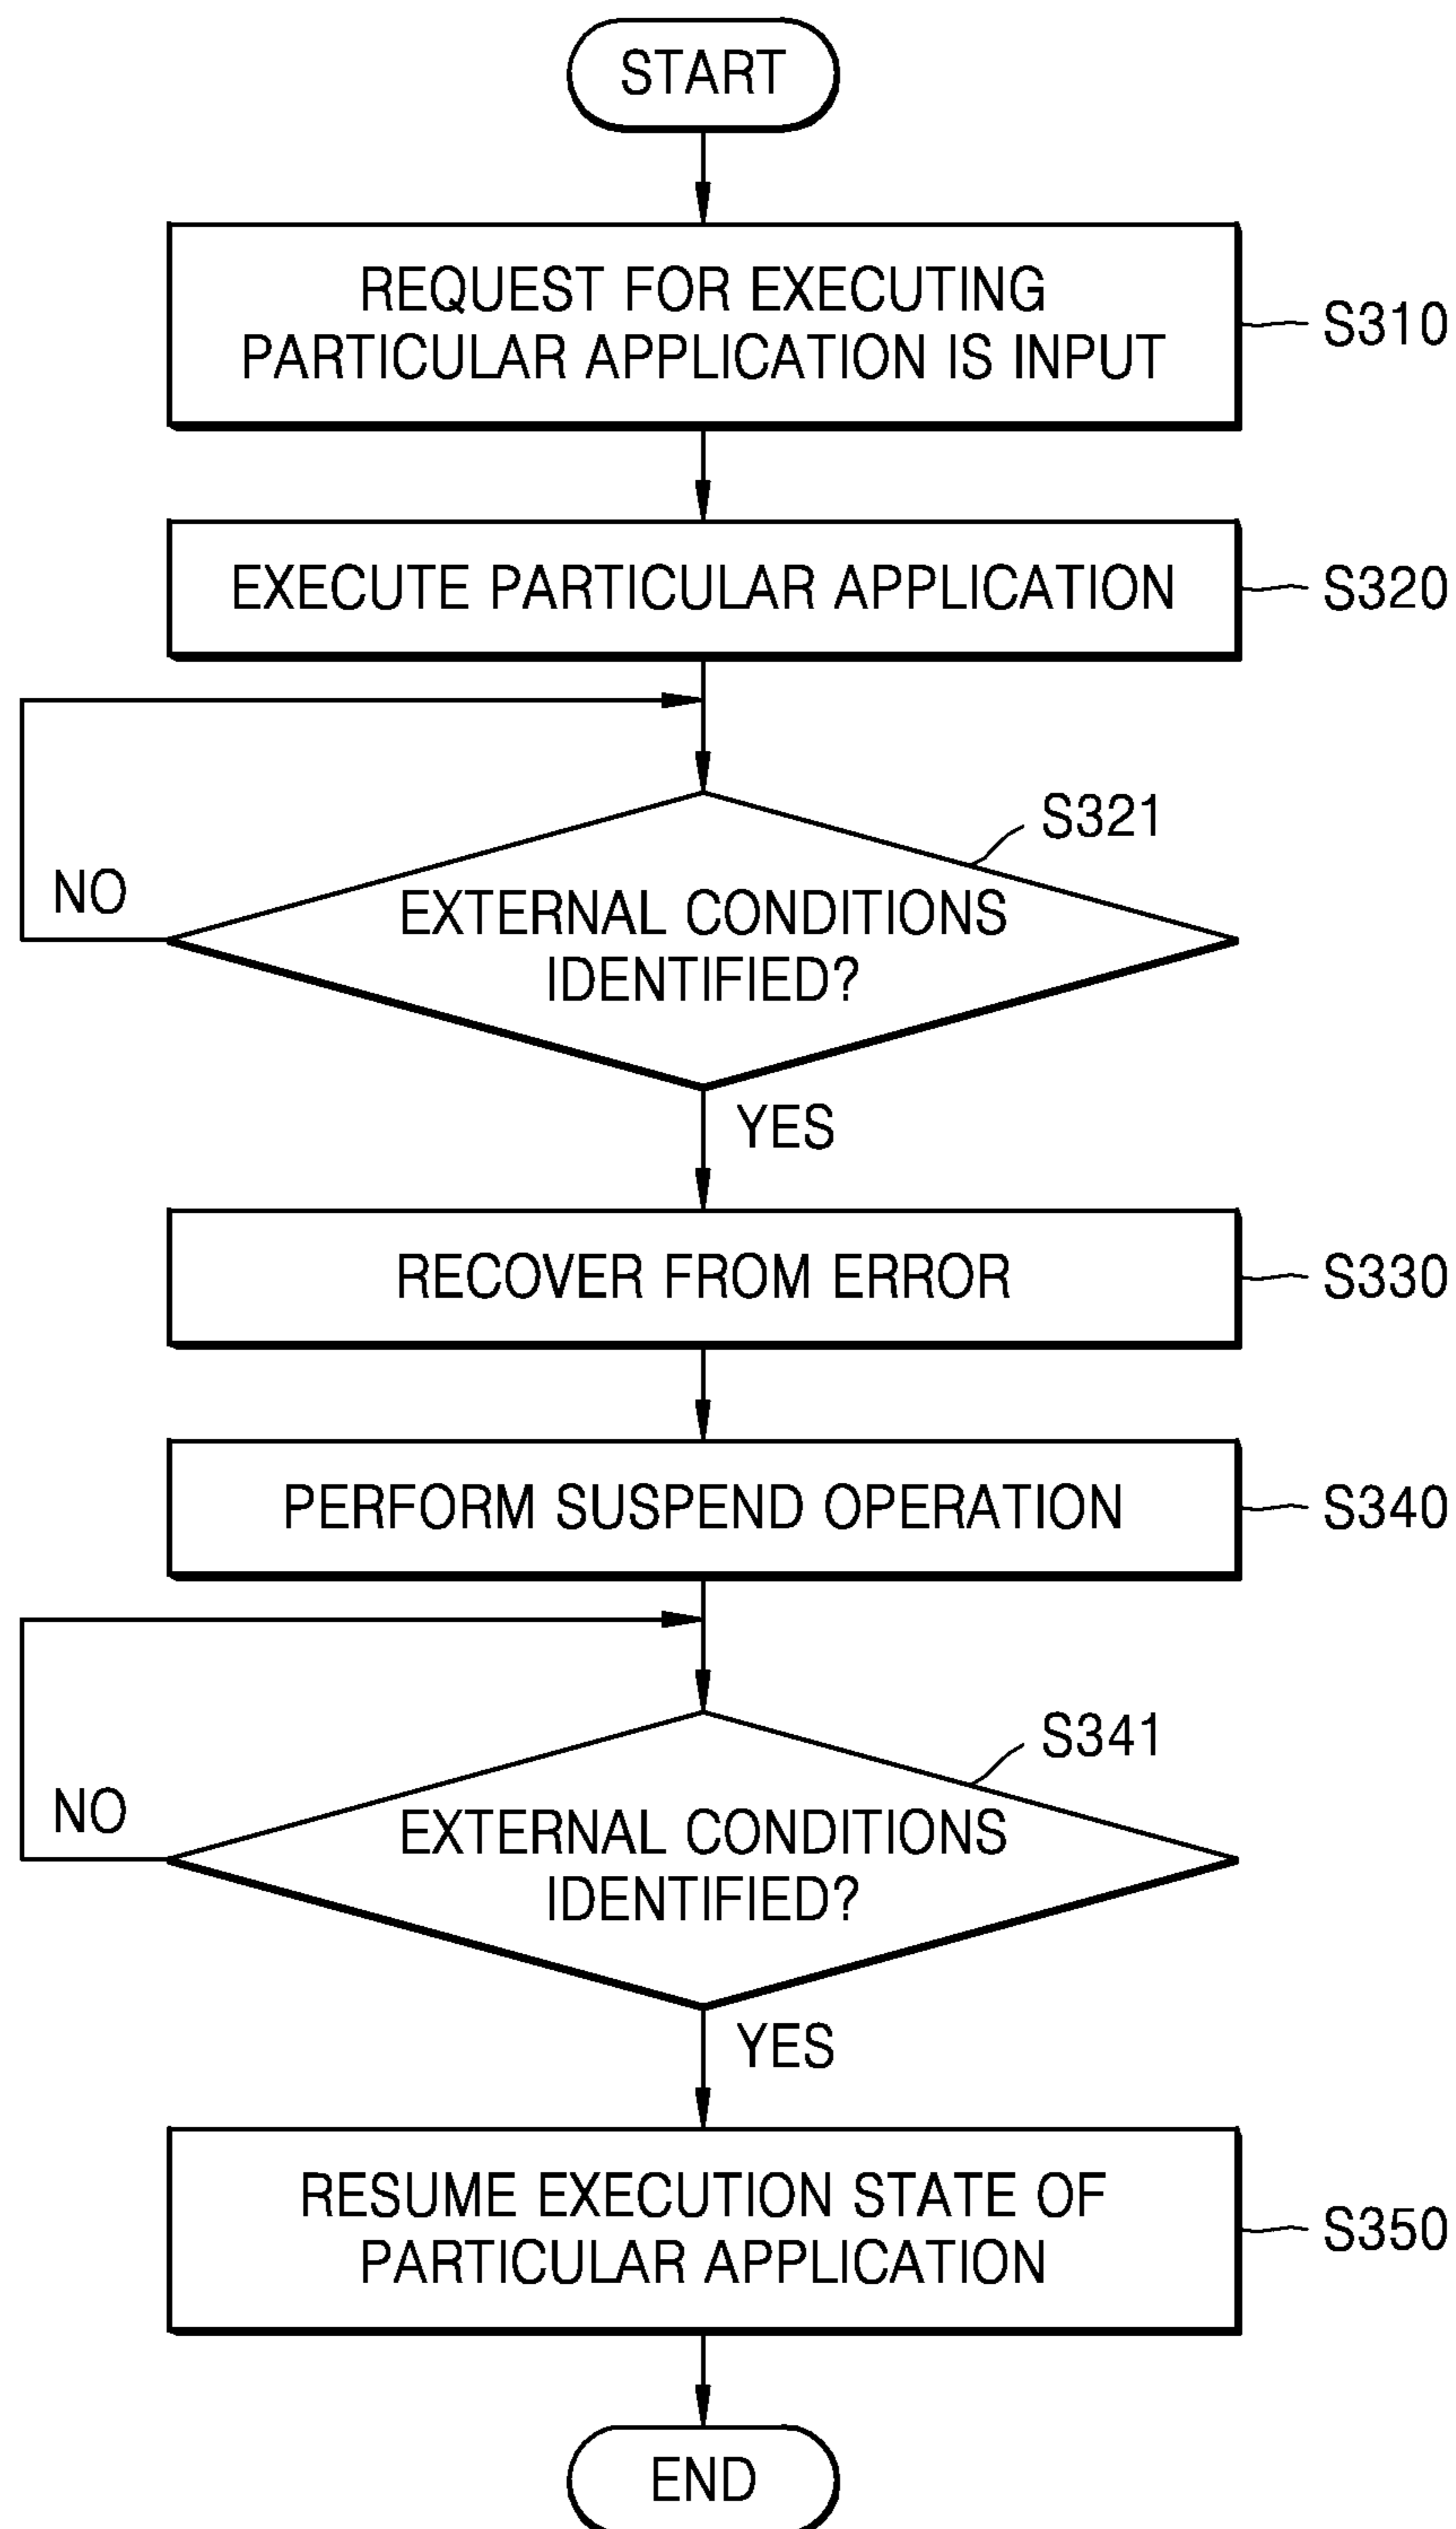 START
REQUEST FOR EXECUTING
PARTICULAR APPLICATION IS INPUT
S310
EXECUTE PARTICULAR APPLICATION
S320
S321
NO
EXTERNAL CONDITIONS
IDENTIFIED?
YES
RECOVER FROM ERROR
S330
PERFORM SUSPEND OPERATION
S340
S341
NO
EXTERNAL CONDITIONS
IDENTIFIED?
YES
RESUME EXECUTION STATE OF
PARTICULAR APPLICATION
S350
END